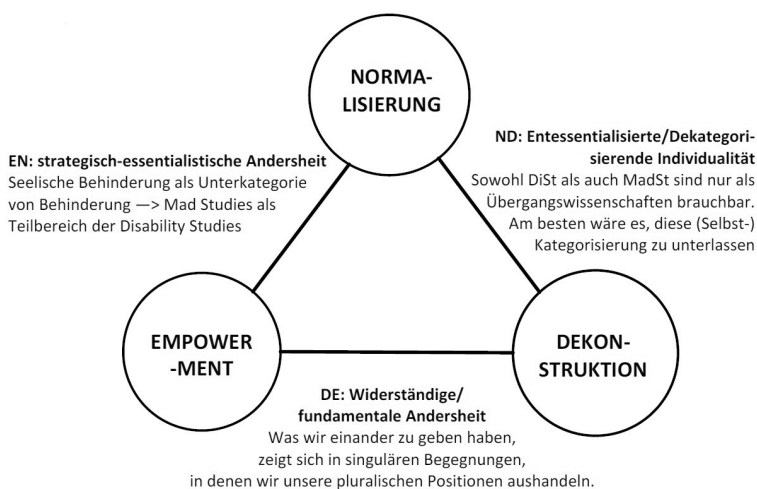 NORMA-
LISIERUNG
EN: strategisch-essentialistische Andersheit
Seelische Behinderung als Unterkategorie
von Behinderung —> Mad Studies als
Teilbereich der Disability Studies
ND: Entessentialisierte/Dekategori-
sierende Individualität
Sowohl DiSt als auch MadSt sind nur als
Übergangswissenschaften brauchbar.
Am besten wäre es, diese (Selbst-)
Kategorisierung zu unterlassen
EMPOWER
-MENT
DEKON-
STRUKTION
DE: Widerständige/
fundamentale Andersheit
Was wir einander zu geben haben,
zeigt sich in singulären Begegnungen,
in denen wir unsere pluralischen Positionen aushandeln.